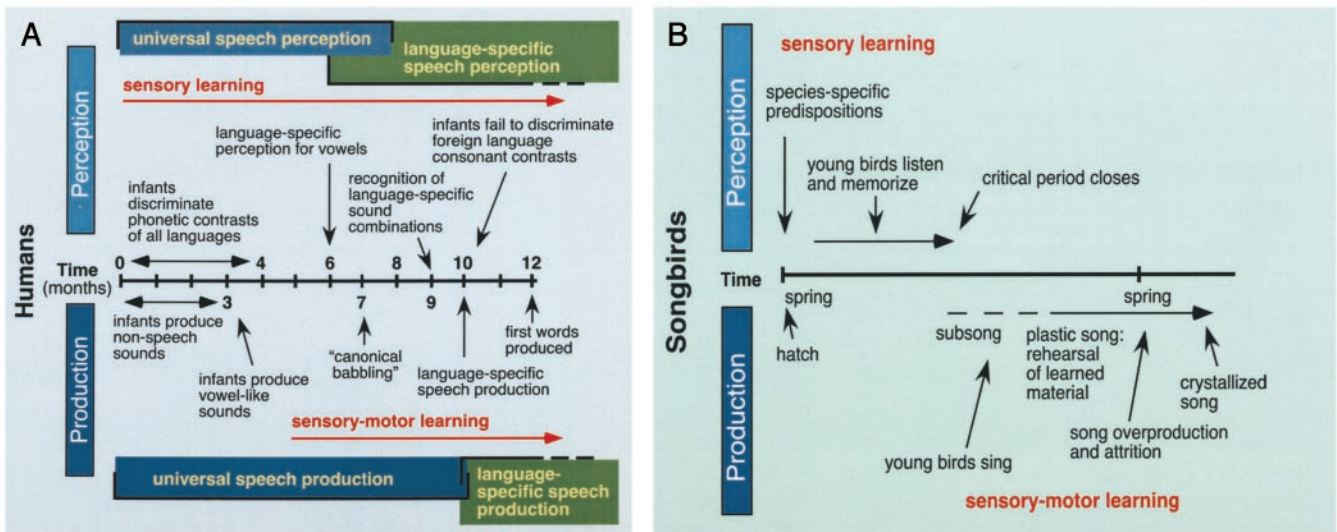 A
universal speech perception
language-specific
speech perception
sensory learning
Perception
language-specific
perception for vowels
infants fail to discriminate
foreign language
consonant contrasts
recognition of
language-specific
sound
combinations
infants
discriminate
phonetic contrasts
of all languages
Humans
Time
(months)
0 4 6 8 10 12
3 7 9
Production
infants produce
non-speech
sounds
infants produce
vowel-like
sounds
"canonical
babbling"
language-specific
speech production
first words
produced
sensory-motor learning
universal speech production
language-
specific speech
production
B
sensory learning
Perception
species-specific
predispositions
young birds listen
and memorize
critical period closes
Songbirds
Time
spring
spring
hatch
Production
subsong
plastic song:
rehearsal
of learned
material
crystallized
song
song overproduction
and attrition
young birds sing
sensory-motor learning